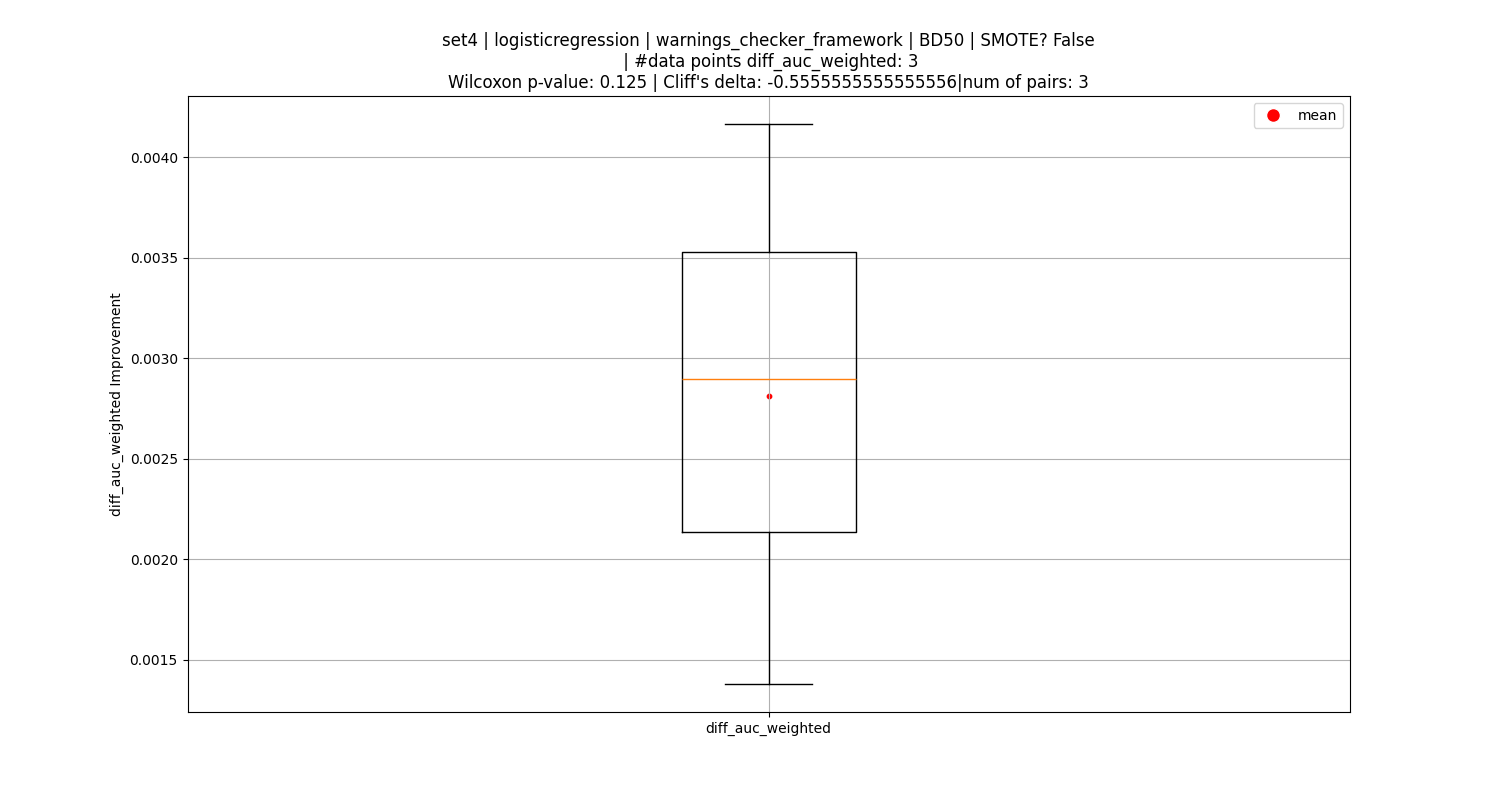 set4 | logisticregression | warnings_checker_framework | BD50 | SMOTE? False
| #data points diff_auc_weighted: 3
Wilcoxon p-value: 0.125 | Cliff's delta: -0.5555555555555556|num of pairs: 3
mean
0.0040
0.0035
0.0030
0.0025
0.0020
0.0015
diff_auc_weighted Improvement
diff_auc_weighted